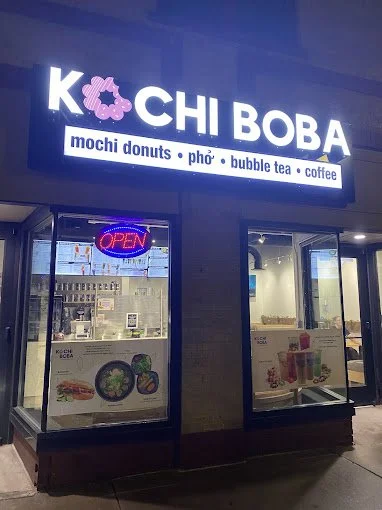 KOCHI BOBA
mochi donuts • phở • bubble tea • coffee
OPEN
KOCHI
BOBA
KOCHI
BOBA